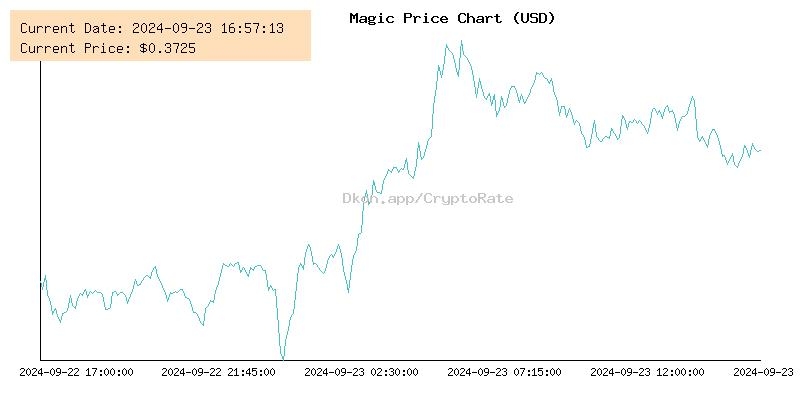 Magic Price Chart (USD)
Current Date: 2024-09-23 16:57:13
Current Price: $0.3725
Dkdn.app/CryptoRate
2024-09-22 17:00:00 2024-09-22 21:45:00 2024-09-23 02:30:00 2024-09-23 07:15:00 2024-09-23 12:00:00 2024-09-23